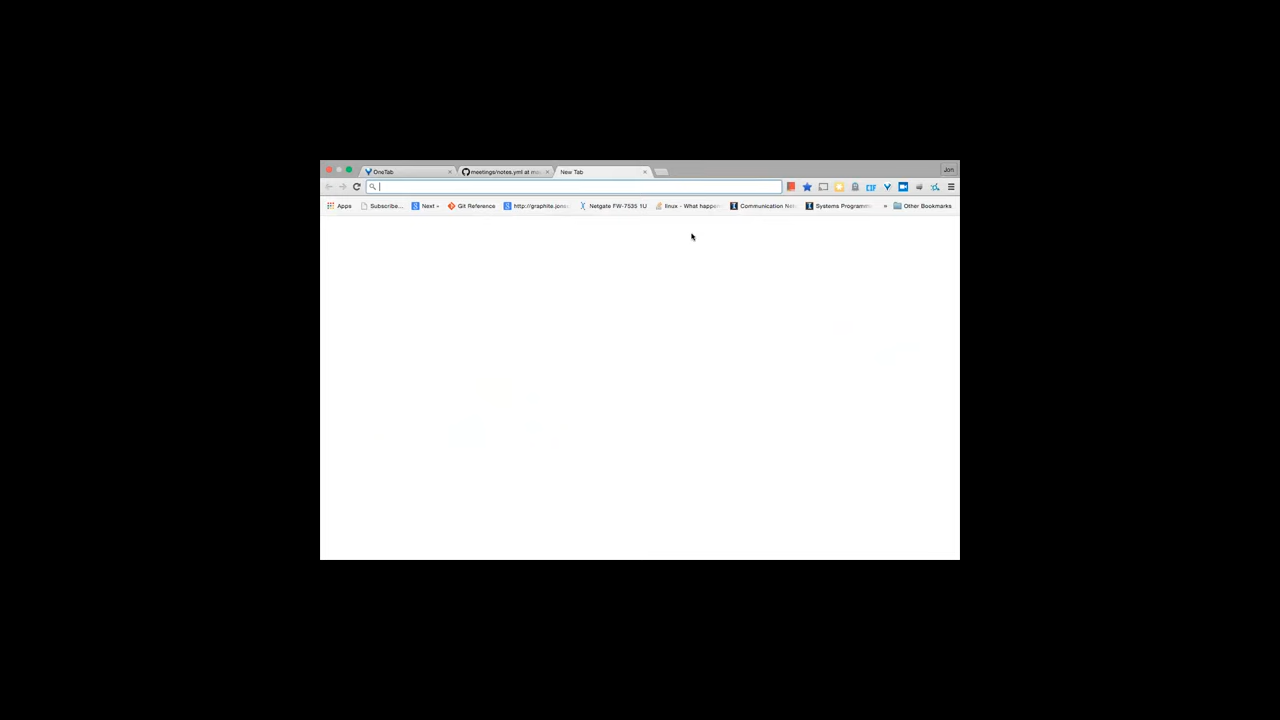 OneTab meetings/notes.yml at ma New Tab Jon
Apps Subscribe... Next - Git Reference http://graphite.jons Netgate FW-7535 1U linux - What happen Communication Ne Systems Programm » Other Bookmarks